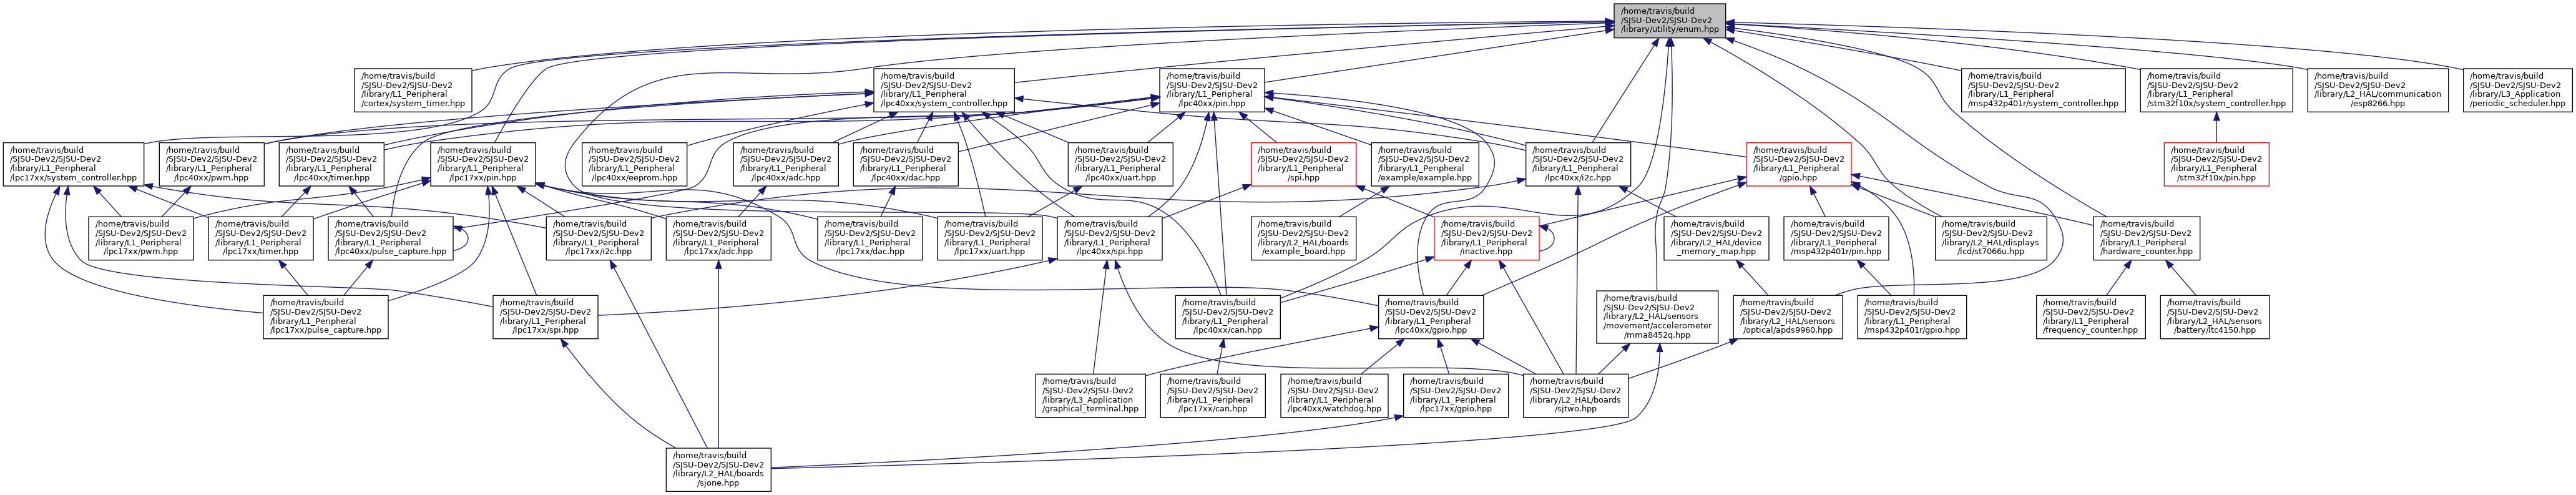 /home/travis/build
/SJSU-Dev2/SJSU-Dev2
/library/utility/enum.hpp
/home/travis/build
/SJSU-Dev2/SJSU-Dev2
/library/L1_Peripheral
/cortex/system_timer.hpp
/home/travis/build
/SJSU-Dev2/SJSU-Dev2
/library/L1_Peripheral
/lpc40xx/system_controller.hpp
/home/travis/build
/SJSU-Dev2/SJSU-Dev2
/library/L1_Peripheral
/lpc40xx/pin.hpp
/home/travis/build
/SJSU-Dev2/SJSU-Dev2
/library/L1_Peripheral
/msp432p401r/system_controller.hpp
/home/travis/build
/SJSU-Dev2/SJSU-Dev2
/library/L1_Peripheral
/stm32f10x/system_controller.hpp
/home/travis/build
/SJSU-Dev2/SJSU-Dev2
/library/L2_HAL/communication
/esp8266.hpp
/home/travis/build
/SJSU-Dev2/SJSU-Dev2
/library/L3_Application
/periodic_scheduler.hpp
/home/travis/build
/SJSU-Dev2/SJSU-Dev2
/library/L1_Peripheral
/lpc17xx/system_controller.hpp
/home/travis/build
/SJSU-Dev2/SJSU-Dev2
/library/L1_Peripheral
/lpc40xx/pwm.hpp
/home/travis/build
/SJSU-Dev2/SJSU-Dev2
/library/L1_Peripheral
/lpc40xx/timer.hpp
/home/travis/build
/SJSU-Dev2/SJSU-Dev2
/library/L1_Peripheral
/lpc17xx/pin.hpp
/home/travis/build
/SJSU-Dev2/SJSU-Dev2
/library/L1_Peripheral
/lpc40xx/eeprom.hpp
/home/travis/build
/SJSU-Dev2/SJSU-Dev2
/library/L1_Peripheral
/lpc40xx/adc.hpp
/home/travis/build
/SJSU-Dev2/SJSU-Dev2
/library/L1_Peripheral
/lpc40xx/dac.hpp
/home/travis/build
/SJSU-Dev2/SJSU-Dev2
/library/L1_Peripheral
/lpc40xx/uart.hpp
/home/travis/build
/SJSU-Dev2/SJSU-Dev2
/library/L1_Peripheral
/spi.hpp
/home/travis/build
/SJSU-Dev2/SJSU-Dev2
/library/L1_Peripheral
/example/example.hpp
/home/travis/build
/SJSU-Dev2/SJSU-Dev2
/library/L1_Peripheral
/lpc40xx/i2c.hpp
/home/travis/build
/SJSU-Dev2/SJSU-Dev2
/library/L1_Peripheral
/gpio.hpp
/home/travis/build
/SJSU-Dev2/SJSU-Dev2
/library/L1_Peripheral
/stm32f10x/pin.hpp
/home/travis/build
/SJSU-Dev2/SJSU-Dev2
/library/L1_Peripheral
/lpc17xx/pwm.hpp
/home/travis/build
/SJSU-Dev2/SJSU-Dev2
/library/L1_Peripheral
/lpc17xx/timer.hpp
/home/travis/build
/SJSU-Dev2/SJSU-Dev2
/library/L1_Peripheral
/lpc40xx/pulse_capture.hpp
/home/travis/build
/SJSU-Dev2/SJSU-Dev2
/library/L1_Peripheral
/lpc17xx/i2c.hpp
/home/travis/build
/SJSU-Dev2/SJSU-Dev2
/library/L1_Peripheral
/lpc17xx/adc.hpp
/home/travis/build
/SJSU-Dev2/SJSU-Dev2
/library/L1_Peripheral
/lpc17xx/dac.hpp
/home/travis/build
/SJSU-Dev2/SJSU-Dev2
/library/L1_Peripheral
/lpc17xx/uart.hpp
/home/travis/build
/SJSU-Dev2/SJSU-Dev2
/library/L1_Peripheral
/lpc40xx/spi.hpp
/home/travis/build
/SJSU-Dev2/SJSU-Dev2
/library/L2_HAL/boards
/example_board.hpp
/home/travis/build
/SJSU-Dev2/SJSU-Dev2
/library/L1_Peripheral
/inactive.hpp
/home/travis/build
/SJSU-Dev2/SJSU-Dev2
/library/L2_HAL/device
_memory_map.hpp
/home/travis/build
/SJSU-Dev2/SJSU-Dev2
/library/L1_Peripheral
/msp432p401r/pin.hpp
/home/travis/build
/SJSU-Dev2/SJSU-Dev2
/library/L2_HAL/displays
/lcd/st7066u.hpp
/home/travis/build
/SJSU-Dev2/SJSU-Dev2
/library/L1_Peripheral
/hardware_counter.hpp
/home/travis/build
/SJSU-Dev2/SJSU-Dev2
/library/L1_Peripheral
/lpc17xx/pulse_capture.hpp
/home/travis/build
/SJSU-Dev2/SJSU-Dev2
/library/L1_Peripheral
/lpc17xx/spi.hpp
/home/travis/build
/SJSU-Dev2/SJSU-Dev2
/library/L1_Peripheral
/lpc40xx/can.hpp
/home/travis/build
/SJSU-Dev2/SJSU-Dev2
/library/L1_Peripheral
/lpc40xx/gpio.hpp
/home/travis/build
/SJSU-Dev2/SJSU-Dev2
/library/L2_HAL/sensors
/movement/accelerometer
/mma8452q.hpp
/home/travis/build
/SJSU-Dev2/SJSU-Dev2
/library/L2_HAL/sensors
/optical/apds9960.hpp
/home/travis/build
/SJSU-Dev2/SJSU-Dev2
/library/L1_Peripheral
/msp432p401r/gpio.hpp
/home/travis/build
/SJSU-Dev2/SJSU-Dev2
/library/L1_Peripheral
/frequency_counter.hpp
/home/travis/build
/SJSU-Dev2/SJSU-Dev2
/library/L2_HAL/sensors
/battery/ltc4150.hpp
/home/travis/build
/SJSU-Dev2/SJSU-Dev2
/library/L3_Application
/graphical_terminal.hpp
/home/travis/build
/SJSU-Dev2/SJSU-Dev2
/library/L1_Peripheral
/lpc17xx/can.hpp
/home/travis/build
/SJSU-Dev2/SJSU-Dev2
/library/L1_Peripheral
/lpc40xx/watchdog.hpp
/home/travis/build
/SJSU-Dev2/SJSU-Dev2
/library/L1_Peripheral
/lpc17xx/gpio.hpp
/home/travis/build
/SJSU-Dev2/SJSU-Dev2
/library/L2_HAL/boards
/sjtwo.hpp
/home/travis/build
/SJSU-Dev2/SJSU-Dev2
/library/L2_HAL/boards
/sjone.hpp